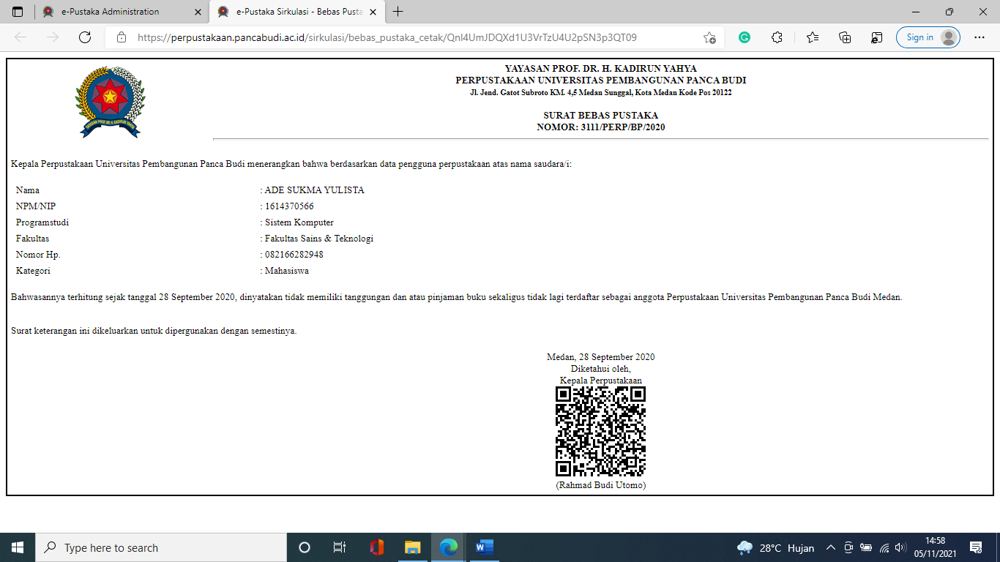 e-Pustaka Administration
e-Pustaka Sirkulasi - Bebas Pusta
https://perpustakaan.pancabudi.ac.id/sirkulasi/bebas_pustaka_cetak/QnI4UmJDQXd1U3VrTzU4U2pSN3p3QT09
Sign in
YAYASAN PROF. DR. H. KADIRUN YAHYA
PERPUSTAKAAN UNIVERSITAS PEMBANGUNAN PANCA BUDI
Jl. Jend. Gatot Subroto KM. 4,5 Medan Sunggal, Kota Medan Kode Pos 20122
YAYASAN PROF. DR. H. KADIRUN YAHYA
SURAT BEBAS PUSTAKA
NOMOR: 3111/PERP/BP/2020
Kepala Perpustakaan Universitas Pembangunan Panca Budi menerangkan bahwa berdasarkan data pengguna perpustakaan atas nama saudara/i:
Nama : ADE SUKMA YULISTA
NPM/NIP : 1614370566
Programstudi : Sistem Komputer
Fakultas : Fakultas Sains & Teknologi
Nomor Hp. : 082166282948
Kategori : Mahasiswa
Bahwasannya terhitung sejak tanggal 28 September 2020, dinyatakan tidak memiliki tanggungan dan atau pinjaman buku sekaligus tidak lagi terdaftar sebagai anggota Perpustakaan Universitas Pembangunan Panca Budi Medan.
Surat keterangan ini dikeluarkan untuk dipergunakan dengan semestinya.
Medan, 28 September 2020
Diketahui oleh,
Kepala Perpustakaan
(Rahmad Budi Utomo)
Type here to search
28°C Hujan
14:58
05/11/2021